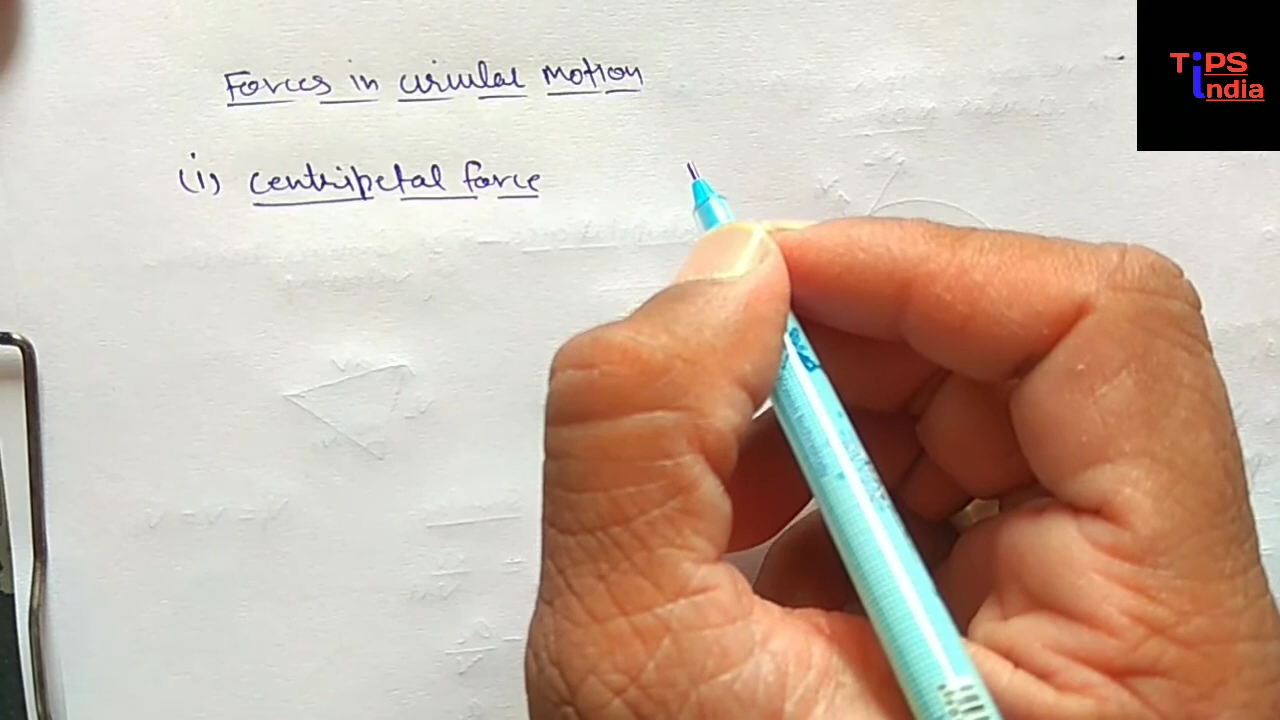 Forces in circular Motion
TiPS
india
(i) centripetal force